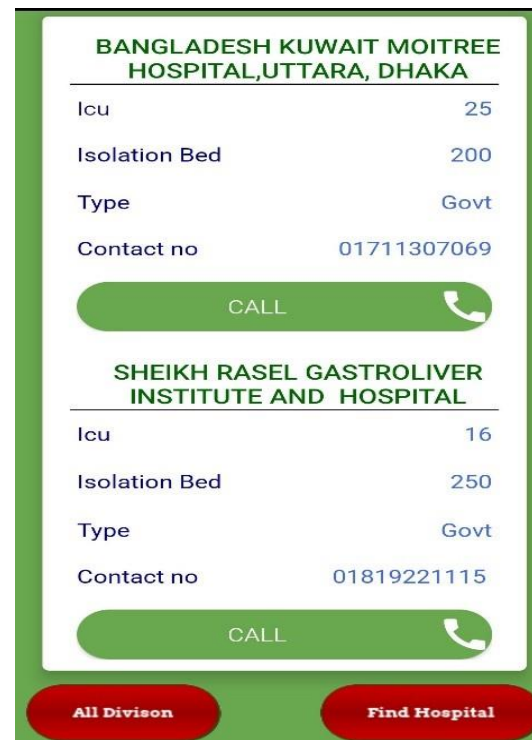 BANGLADESH KUWAIT MOITREE
HOSPITAL,UTTARA, DHAKA
Icu 25
Isolation Bed 200
Type Govt
Contact no 01711307069
CALL
SHEIKH RASEL GASTROLIVER
INSTITUTE AND HOSPITAL
Icu 16
Isolation Bed 250
Type Govt
Contact no 01819221115
CALL
All Divison Find Hospital